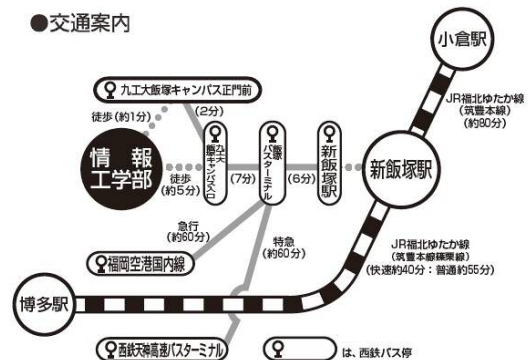 ●交通案内
小倉駅
九工大飯塚キャンパス正門前
JR福北ゆたか線
(筑豊本線)
(約80分)
徒歩(約1分)
(2分)
情報
工学部
徒歩
(約5分)
九工大
飯塚キャンパス入口
(7分)
飯塚
バスターミナル
(6分)
新飯塚駅
新飯塚駅
急行
(約60分)
特急
(約60分)
JR福北ゆたか線
(筑豊本線篠栗線)
(快速約40分:普通約55分)
福岡空港国内線
博多駅
西鉄天神高速バスターミナル
は、西鉄バス停